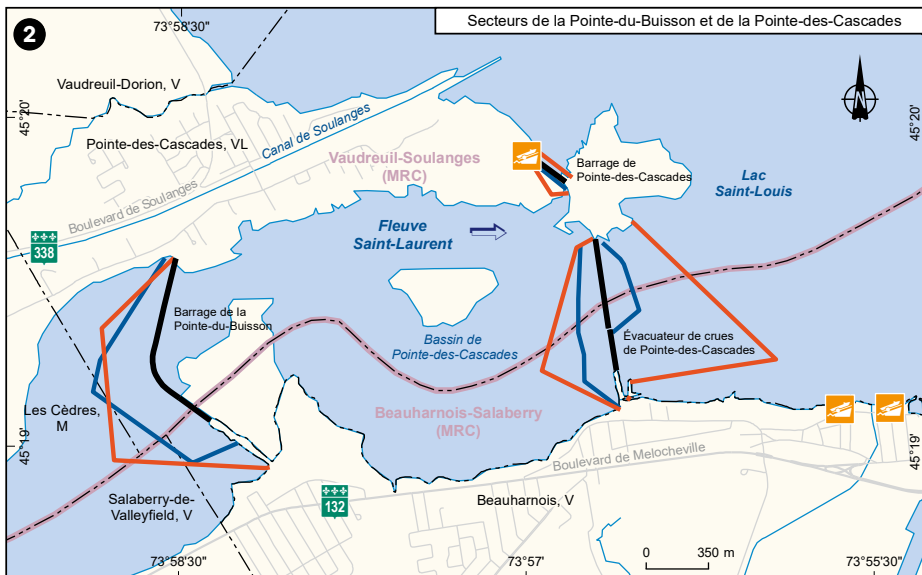 2
73°58'30"
Secteurs de la Pointe-du-Buisson et de la Pointe-des-Cascades
Vaudreuil-Dorion, V
45°20'
45°20'
Pointe-des-Cascades, VL
Canal de Soulanges
Vaudreuil-Soulanges
(MRC)
Barrage de
Pointe-des-Cascades
Lac
Saint-Louis
Boulevard de Soulanges
338
Fleuve
Saint-Laurent
Barrage de la
Pointe-du-Buisson
Bassin de
Pointe-des-Cascades
Évacuateur de crues
de Pointe-des-Cascades
Les Cèdres,
M
Beauharnois-Salaberry
(MRC)
45°19'
45°19'
Boulevard de Melocheville
Salaberry-de-
Valleyfield, V
132
Beauharnois, V
73°58'30"
73°57'
0 350 m
73°55'30"